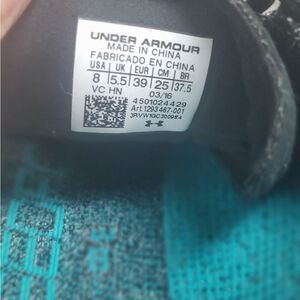 UNDER ARMOUR
MADE IN CHINA
FABRICADO EN CHINA
USA | UK | EUR | CM | BR
8 | 5.5 | 39 | 25 | 37.5
VC HN 03/16
4501024429
Art.1293467-001